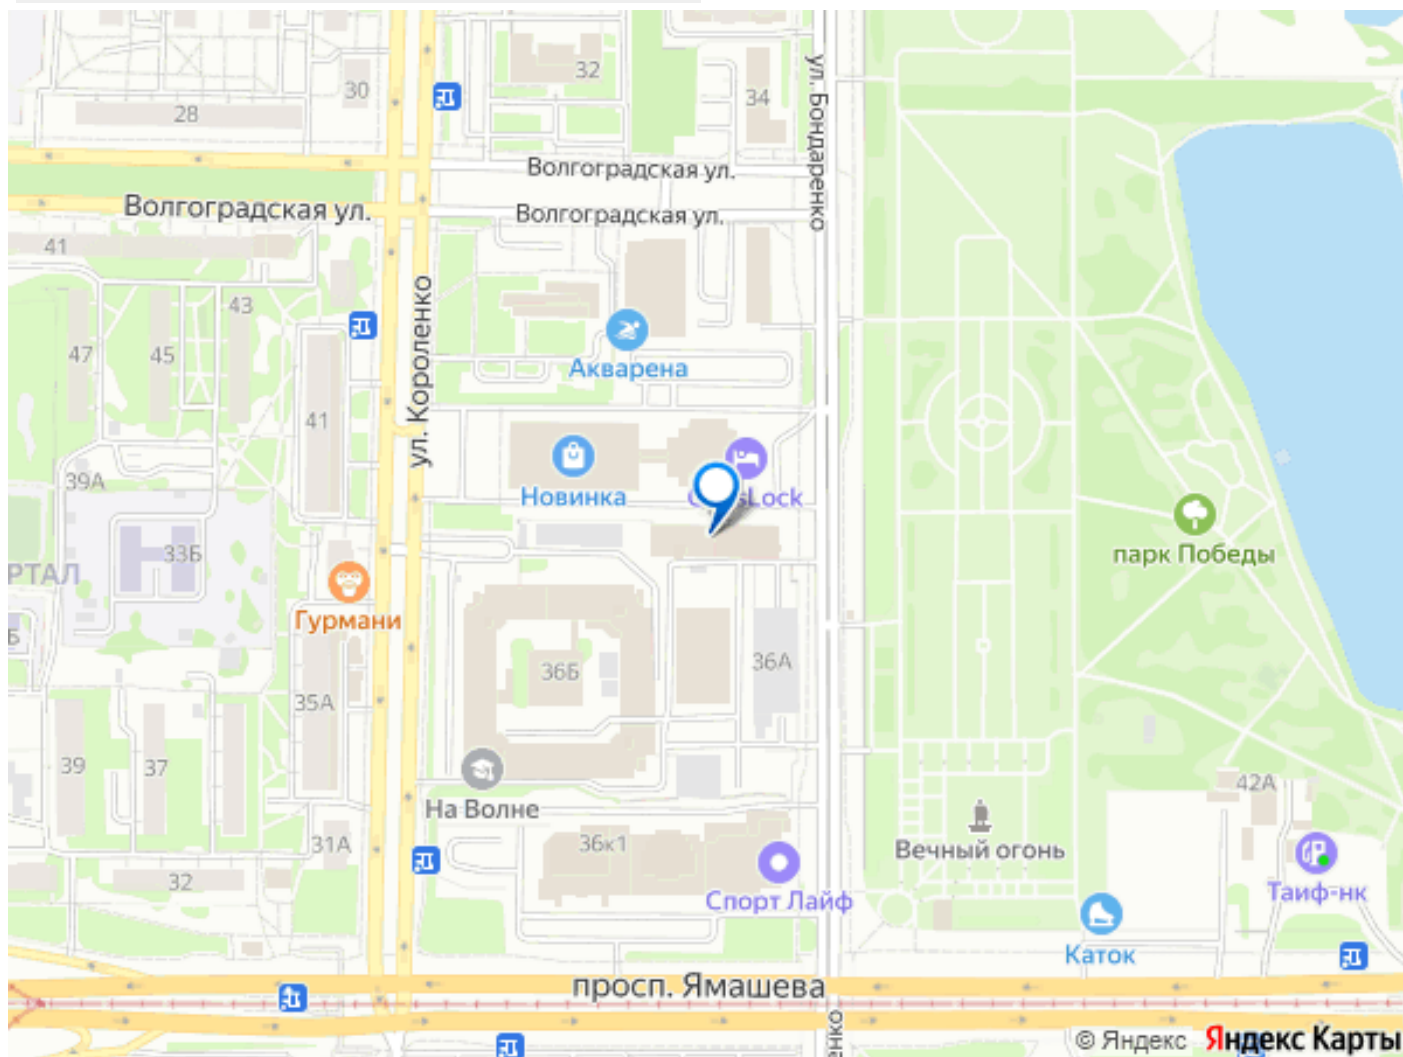 32
30
34
28
ул. Бондаренко
Волгоградская ул.
Волгоградская ул.
Волгоградская ул.
41
43
47
45
ул. Короленко
Акварена
41
39А
Новинка
33Б
парк Победы
Гурмани
36Б
36А
35А
39
37
На Волне
42А
31А
36к1
Вечный огонь
32
Спорт Лайф
Таиф-нк
Каток
просп. Ямашева
© Яндекс Яндекс Карты